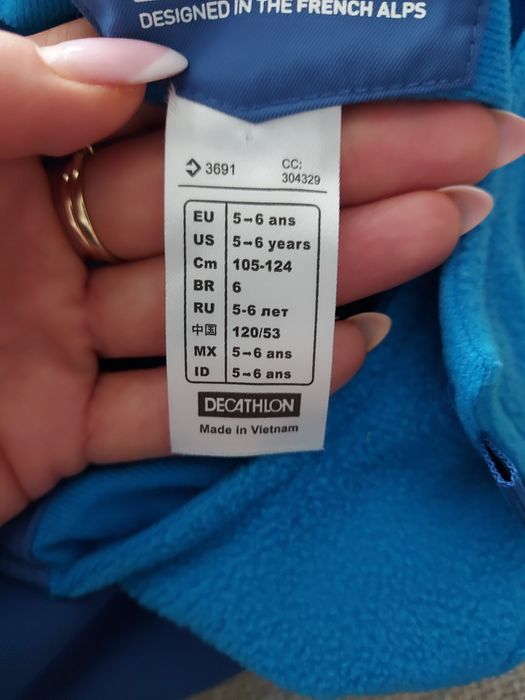 DESIGNED IN THE FRENCH ALPS
3691
CC:
304329
EU 5-6 ans
US 5-6 years
Cm 105-124
BR 6
RU 5-6 лет
中国 120/53
MX 5-6 ans
ID 5-6 ans
DECATHLON
Made in Vietnam